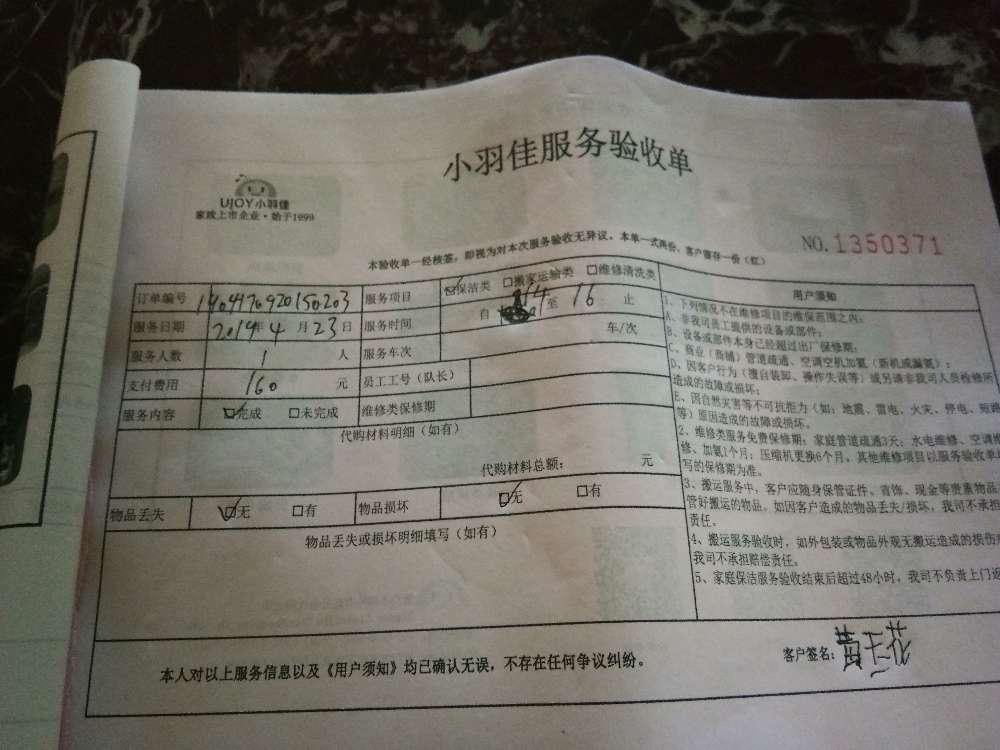 小羽佳服务验收单
UJOY小羽佳
家政上市企业·始于1999
NO.1350371
本验收单一经核签，即视为对本次服务验收无异议。本单一式两份，客户留存一份（红）
订单编号 190417092015 0203 服务项目 ☑保洁类 □搬家运输类 □维修清洗类
服务日期 2019年4月23日 服务时间 自 14 至 16 止
服务人数 1 人 服务车次 车/次
支付费用 160 元 员工工号（队长）
服务内容 ☑完成 □未完成 维修类保修期
代购材料明细（如有）
代购材料总额： 元
物品丢失 ☑无 □有 物品损坏 ☑无 □有
物品丢失或损坏明细填写（如有）
用户须知
1、下列情况不在维修项目的维保范围之内：
A、非我司员工提供的设备或部件；
B、设备或部件本身已经超过出厂保修期；
C、商业（商铺）管道疏通、空调空机加氨（新机或漏氨）；
D、因客户行为（擅自装卸、操作失误等）或另请非我司人员检修所
造成的故障或损坏；
E、因自然灾害等不可抗拒力（如：地震、雷电、火灾、停电、短路
等）原因造成的故障或损坏。
2、维修类服务免费保修期：家庭管道疏通3天；水电维修、空调维
修、加氨1个月；压缩机更换6个月。其他维修项目以服务验收单
写的保修期为准。
3、搬运服务中，客户应随身保管证件、首饰、现金等贵重物品
管好搬运的物品。如因客户造成的物品丢失/损坏，我司不承担
责任。
4、搬运服务验收时，如外包装或物品外观无搬运造成的损伤
我司不承担赔偿责任。
5、家庭保洁服务验收结束后超过48小时，我司不负责上门返
本人对以上服务信息以及《用户须知》均已确认无误，不存在任何争议纠纷。
客户签名：黄玉花